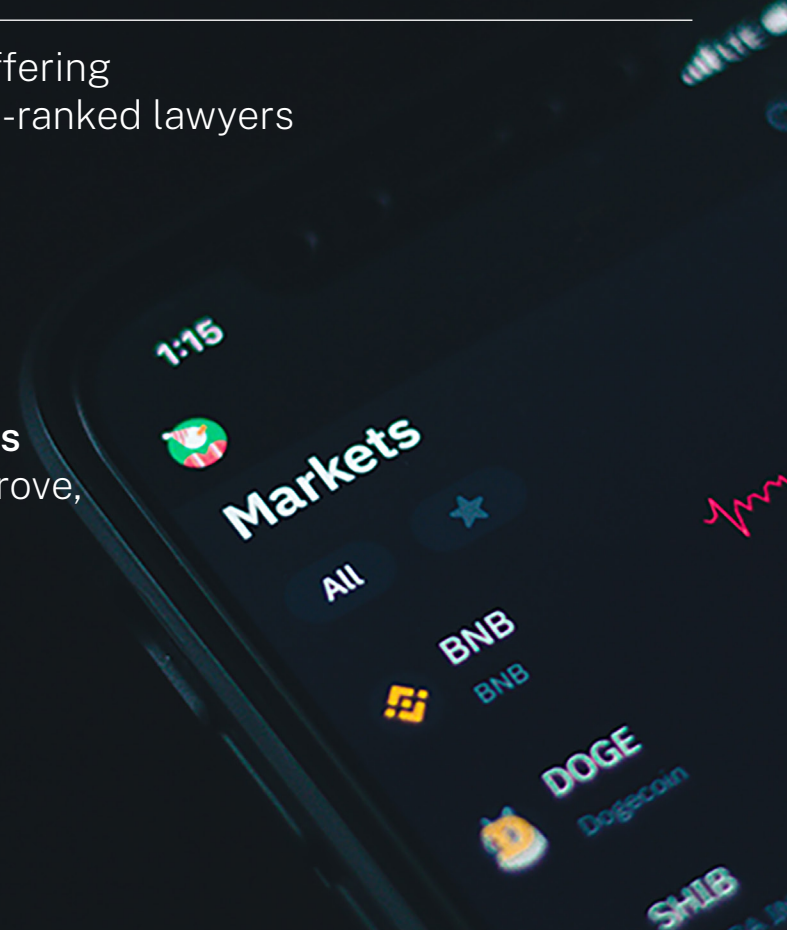 ffering
-ranked lawyers
1:15
s
rove,
Markets
All
BNB
BNB
DOGE
Dogecoin
SHIB